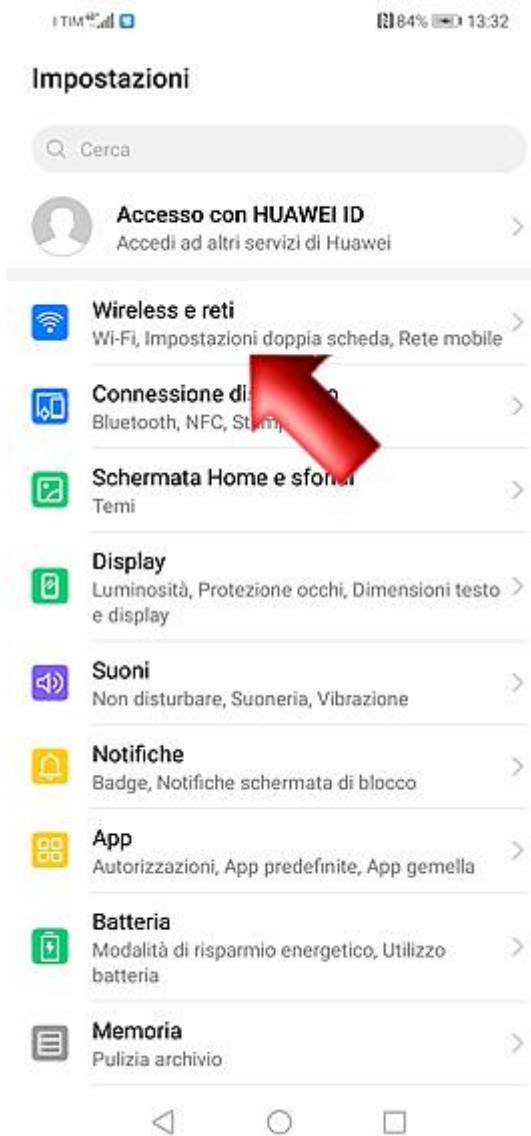 TIM 84% 13:32
Impostazioni
Cerca
Accesso con HUAWEI ID
Accedi ad altri servizi di Huawei
Wireless e reti
Wi-Fi, Impostazioni doppia scheda, Rete mobile
Connessione
Bluetooth, NFC,
Schermata Home e sfondi
Temi
Display
Luminosità, Protezione occhi, Dimensioni testo
e display
Suoni
Non disturbare, Suoneria, Vibrazione
Notifiche
Badge, Notifiche schermata di blocco
App
Autorizzazioni, App predefinite, App gemella
Batteria
Modalità di risparmio energetico, Utilizzo
batteria
Memoria
Pulizia archivio